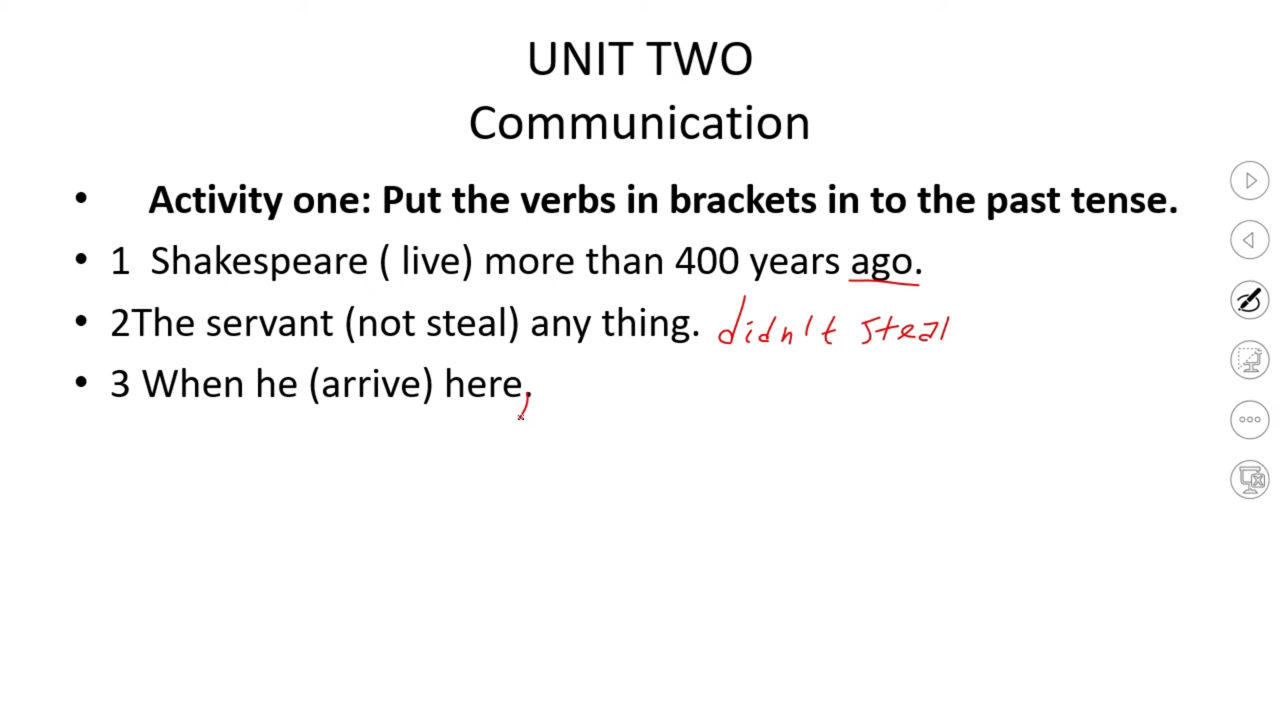 UNIT TWO
Communication
• Activity one: Put the verbs in brackets in to the past tense.
• 1 Shakespeare ( live) more than 400 years ago.
• 2The servant (not steal) any thing. didn't steal
• 3 When he (arrive) here,